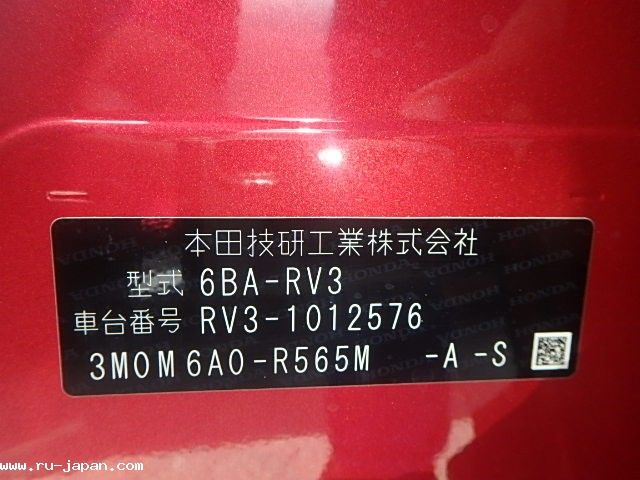 本田技研工業株式会社
型式 6BA-RV3
車台番号 RV3-1012576
3M0M6A0-R565M -A -S
www.ru-japan.com